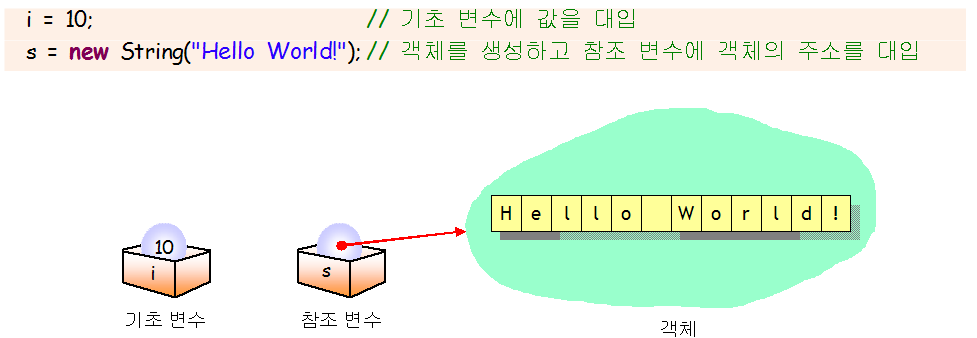 i = 10; // 기초 변수에 값을 대입
s = new String("Hello World!"); // 객체를 생성하고 참조 변수에 객체의 주소를 대입
Hello World!
10
i
s
기초 변수
참조 변수
객체